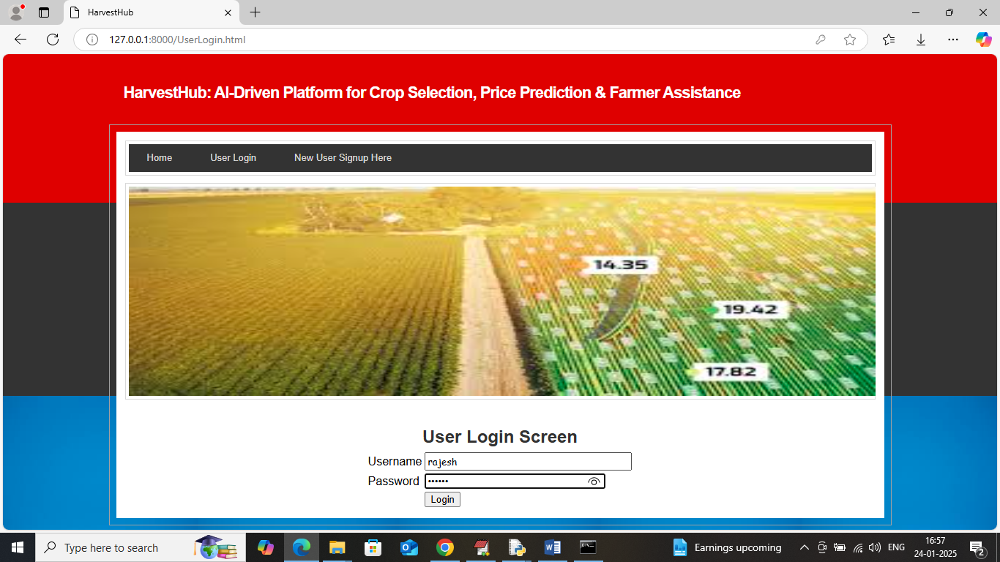 HarvestHub
127.0.0.1:8000/UserLogin.html
HarvestHub: AI-Driven Platform for Crop Selection, Price Prediction & Farmer Assistance
Home User Login New User Signup Here
14.35
19.42
17.82
User Login Screen
Username rajesh
Password ••••••
Login
Type here to search Earnings upcoming ENG 16:57
24-01-2025 2